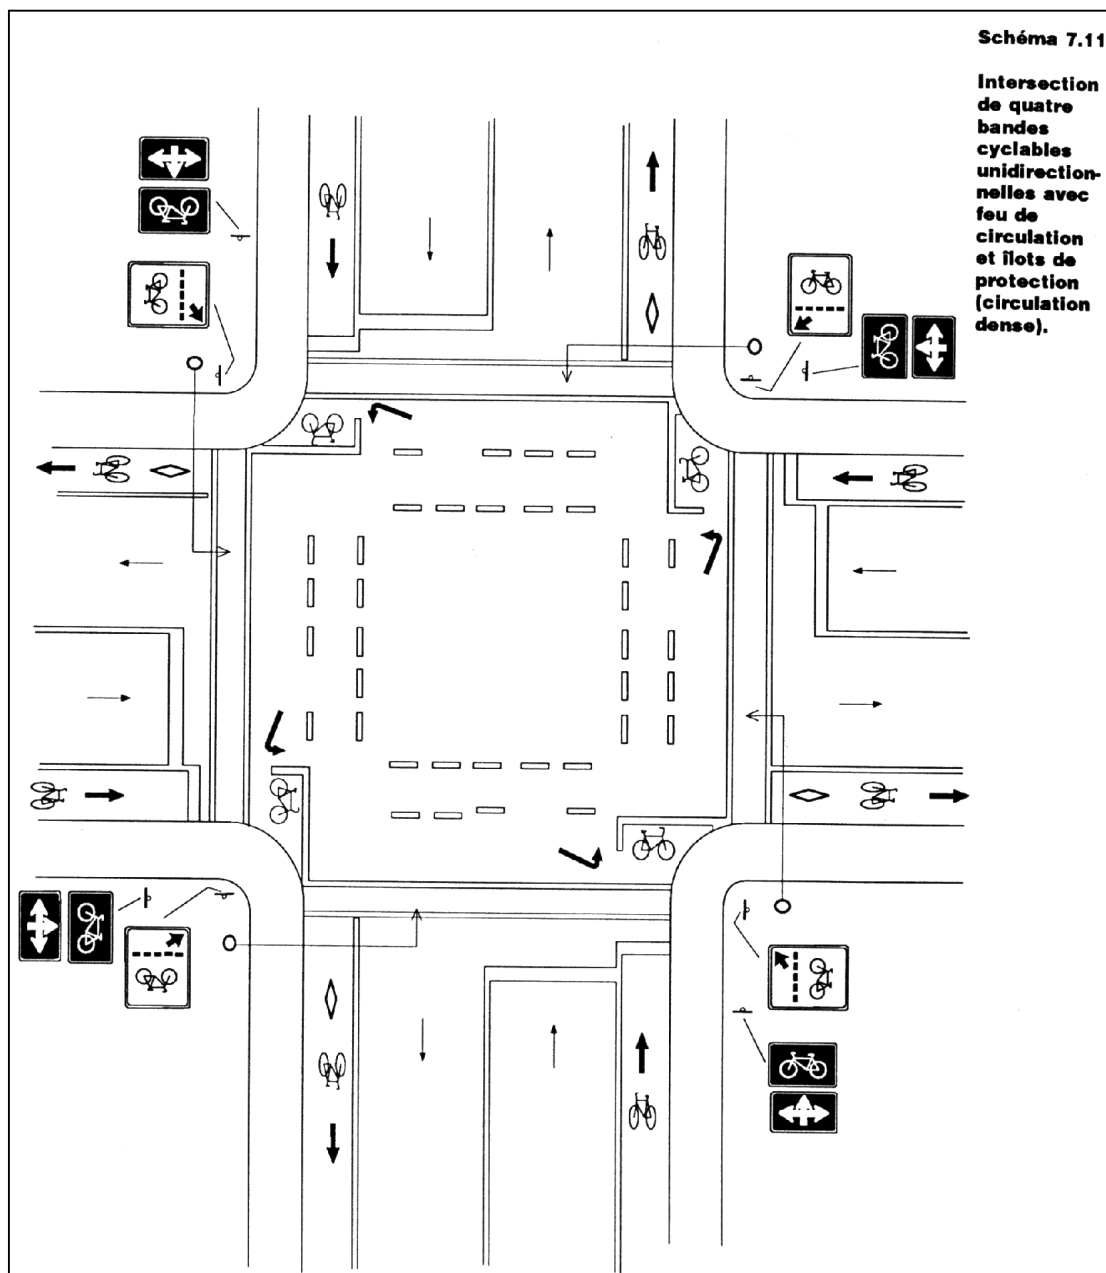 Schéma 7.11
Intersection
de quatre
bandes
cyclables
unidirection-
nelles avec
feu de
circulation
et îlots de
protection
(circulation
dense).